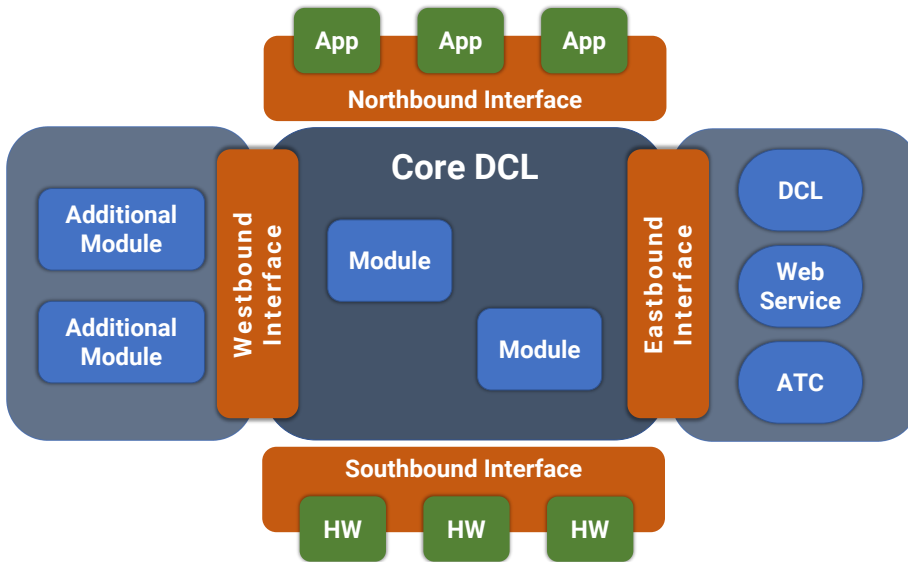 App
App
App
Northbound Interface
Core DCL
Westbound
Interface
Eastbound
Interface
Additional
Module
Additional
Module
Module
Module
DCL
Web
Service
ATC
Southbound Interface
HW
HW
HW